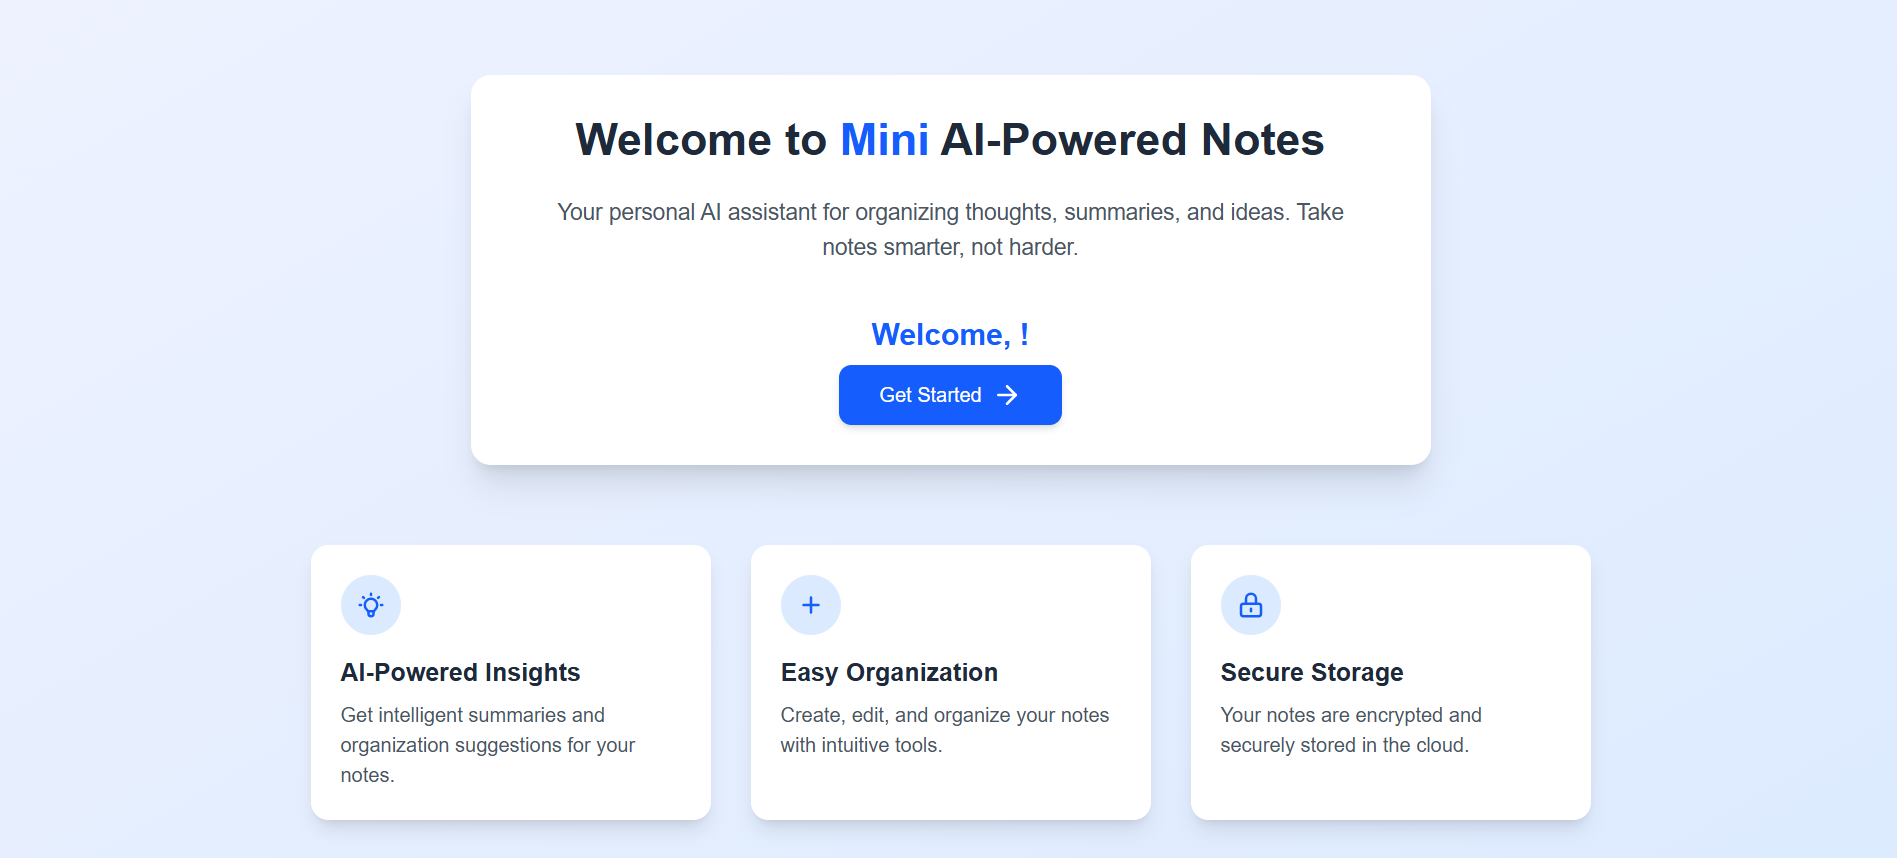 Welcome to Mini AI-Powered Notes
Your personal AI assistant for organizing thoughts, summaries, and ideas. Take
notes smarter, not harder.
Welcome, !
Get Started
AI-Powered Insights
Get intelligent summaries and
organization suggestions for your
notes.
Easy Organization
Create, edit, and organize your notes
with intuitive tools.
Secure Storage
Your notes are encrypted and
securely stored in the cloud.